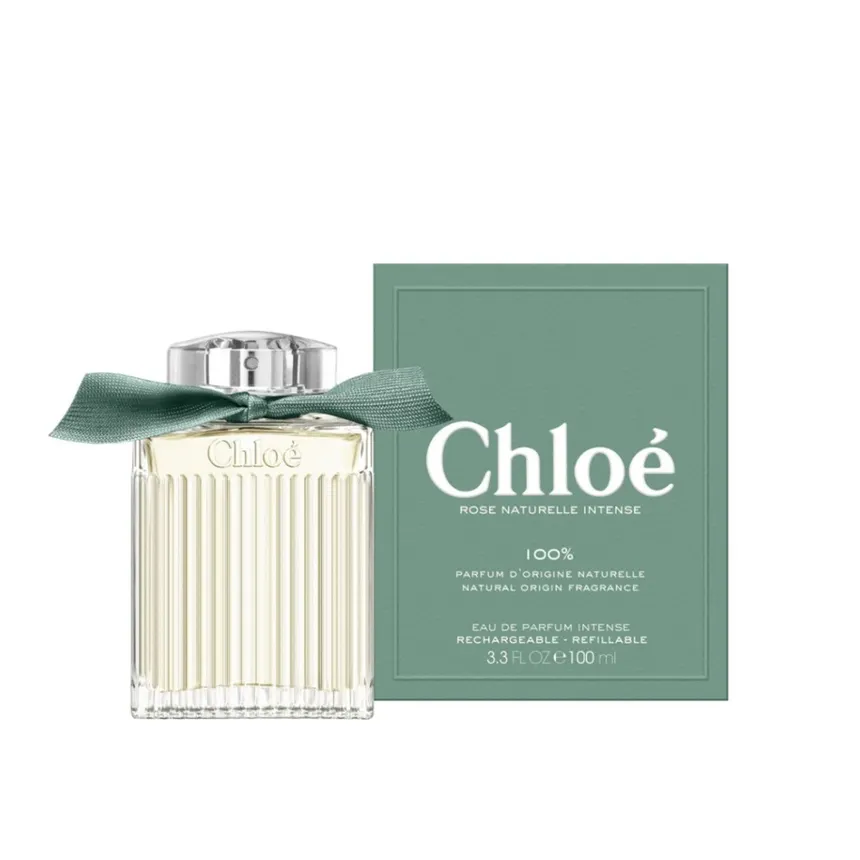 Chloé
Chloé
ROSE NATURELLE INTENSE
100%
PARFUM D'ORIGINE NATURELLE
NATURAL ORIGIN FRAGRANCE
EAU DE PARFUM INTENSE
RECHARGEABLE - REFILLABLE
3.3 FL OZ ℮ 100 ml